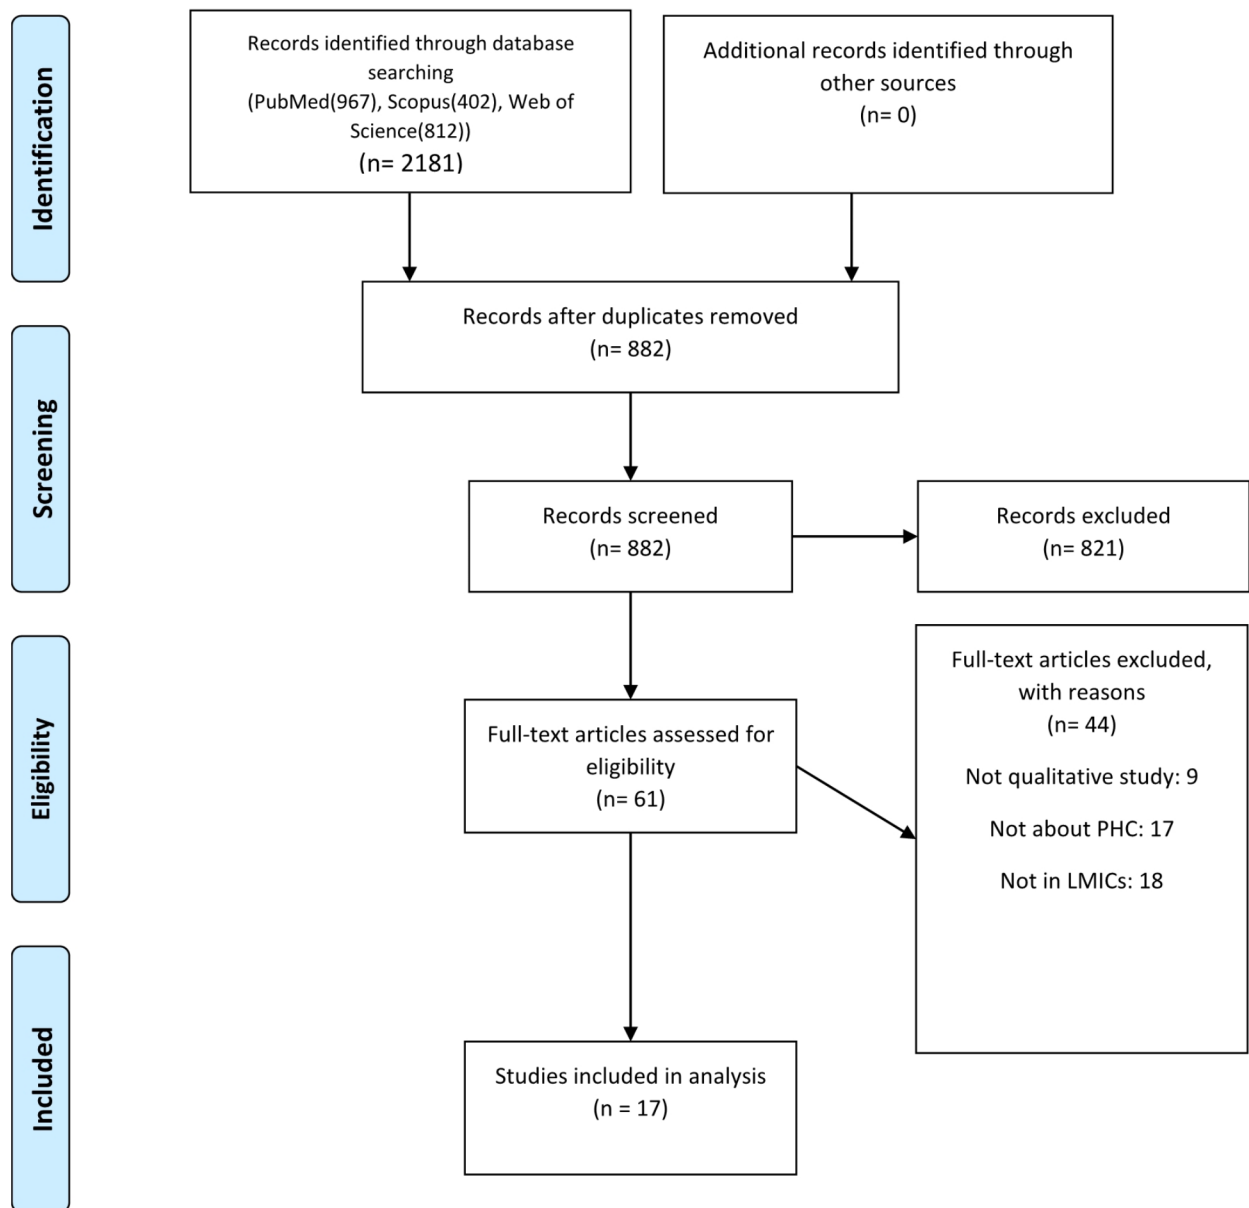 Identification
Records identified through database
searching
(PubMed(967), Scopus(402), Web of
Science(812))
(n= 2181)
Additional records identified through
other sources
(n= 0)
Records after duplicates removed
(n= 882)
Screening
Records screened
(n= 882)
Records excluded
(n= 821)
Eligibility
Full-text articles assessed for
eligibility
(n= 61)
Full-text articles excluded,
with reasons
(n= 44)
Not qualitative study: 9
Not about PHC: 17
Not in LMICs: 18
Included
Studies included in analysis
(n = 17)